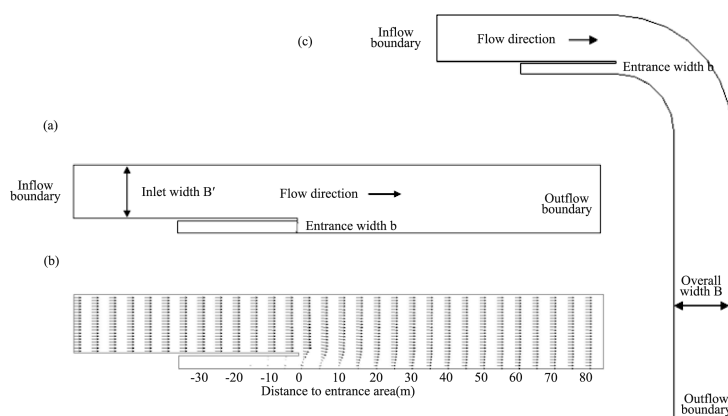 (c)
Inflow
boundary
Flow direction
Entrance width b
(a)
Inflow
boundary
Inlet width B′
Flow direction
Outflow
boundary
Entrance width b
(b)
-30 -20 -10 0 10 20 30 40 50 60 70 80
Distance to entrance area(m)
Overall
width B
Outflow
boundary